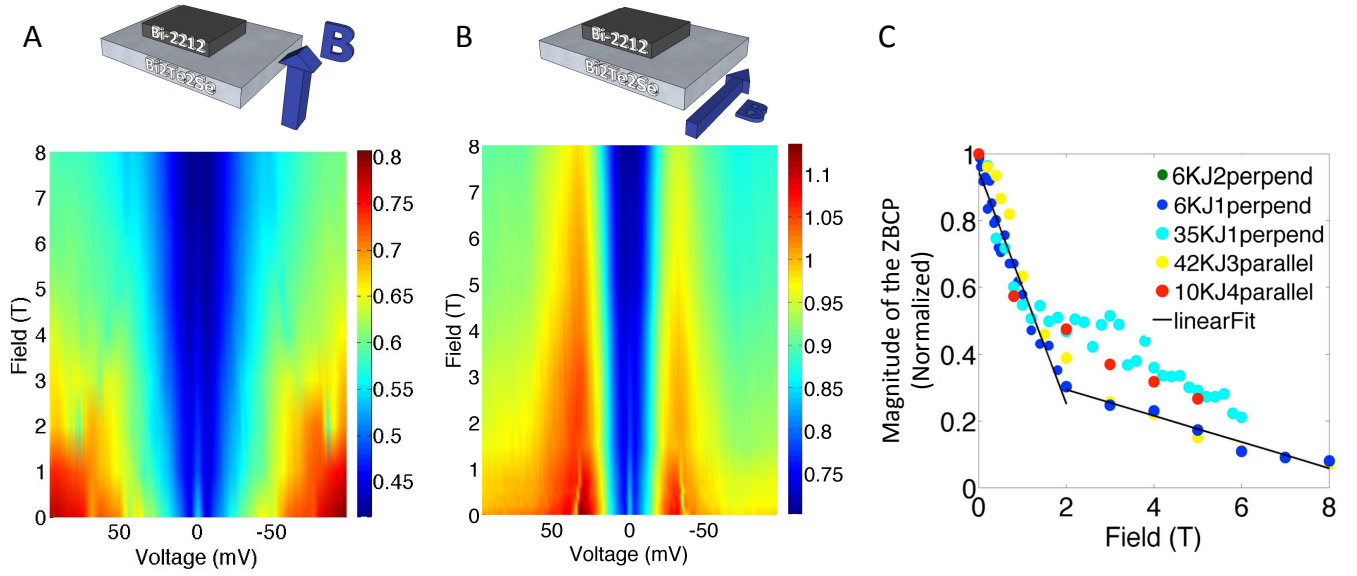 A
Bi-2212
Bi2Te2Se
B
8
7
6
5
4
3
2
1
0
Field (T)
50
0
-50
Voltage (mV)
0.8
0.75
0.7
0.65
0.6
0.55
0.5
0.45
B
Bi-2212
Bi2Te2Se
B
8
7
6
5
4
3
2
1
0
Field (T)
50
0
-50
Voltage (mV)
1.1
1.05
1
0.95
0.9
0.85
0.8
0.75
C
Magnitude of the ZBCP
(Normalized)
1
0.8
0.6
0.4
0.2
0
0
2
4
6
8
Field (T)
6KJ2perpend
6KJ1perpend
35KJ1perpend
42KJ3parallel
10KJ4parallel
linearFit